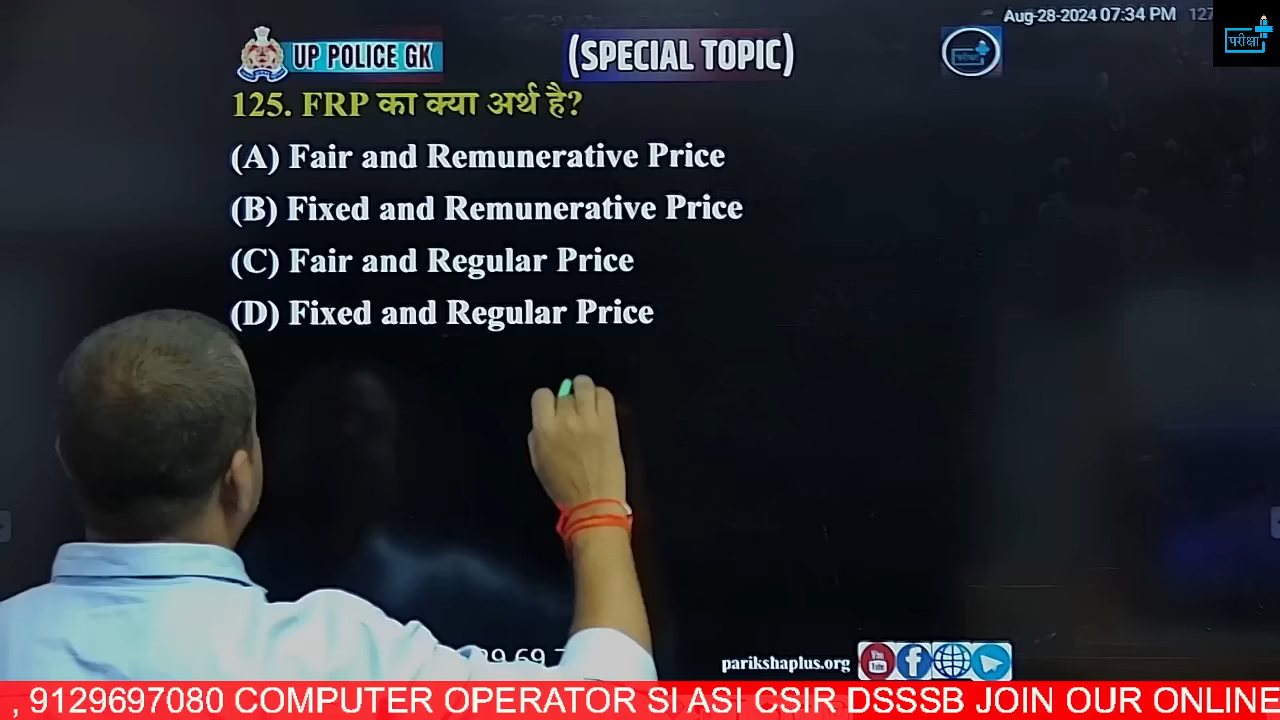 Aug-28-2024 07:34 PM 127
परीक्षा
UP POLICE GK
(SPECIAL TOPIC)
125. FRP का क्या अर्थ है?
(A) Fair and Remunerative Price
(B) Fixed and Remunerative Price
(C) Fair and Regular Price
(D) Fixed and Regular Price
parikshaplus.org
, 9129697080 COMPUTER OPERATOR SI ASI CSIR DSSSB JOIN OUR ONLINE